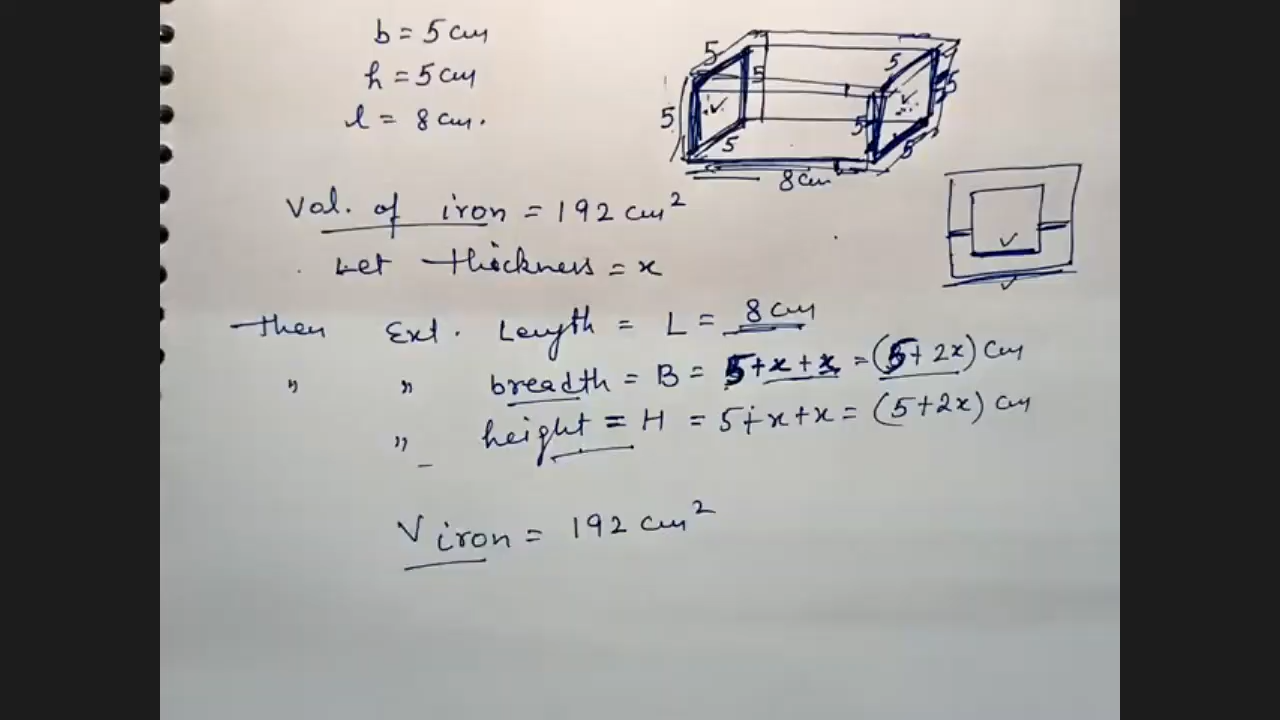 b = 5 cm
h = 5 cm
l = 8 cm.
5
5
5
5
5
5
5
5
8 cm
Vol. of iron = 192 cm²
Let thickness = x
Then Ext. Length = L = 8 cm
" " breadth = B = 5 + x + x = (5 + 2x) cm
" height = H = 5 + x + x = (5 + 2x) cm
V iron = 192 cm²